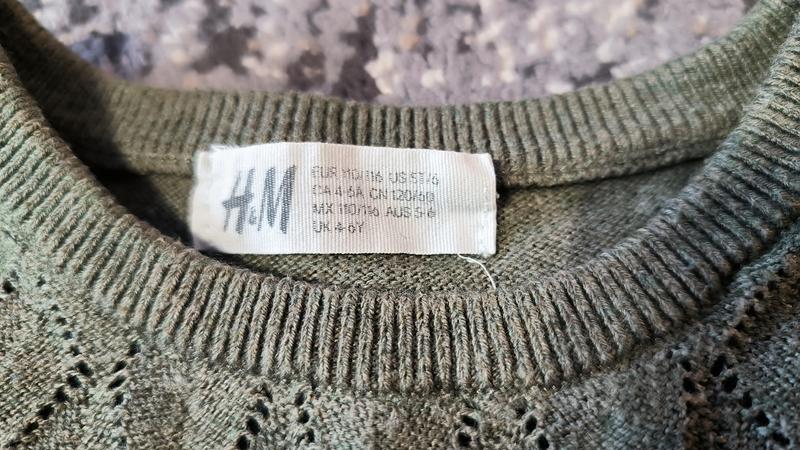 H&M
EUR 110/116 US 5T/6
CA 4-6A CN 120/60
MX 110/116 AUS 5-6
UK 4-6Y